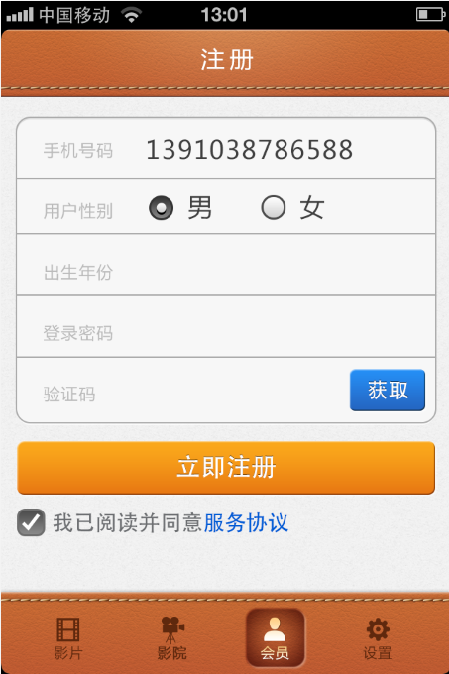 中国移动 13:01
注册
手机号码 1391038786588
用户性别 男 女
出生年份
登录密码
验证码 获取
立即注册
我已阅读并同意服务协议
影片 影院 会员 设置